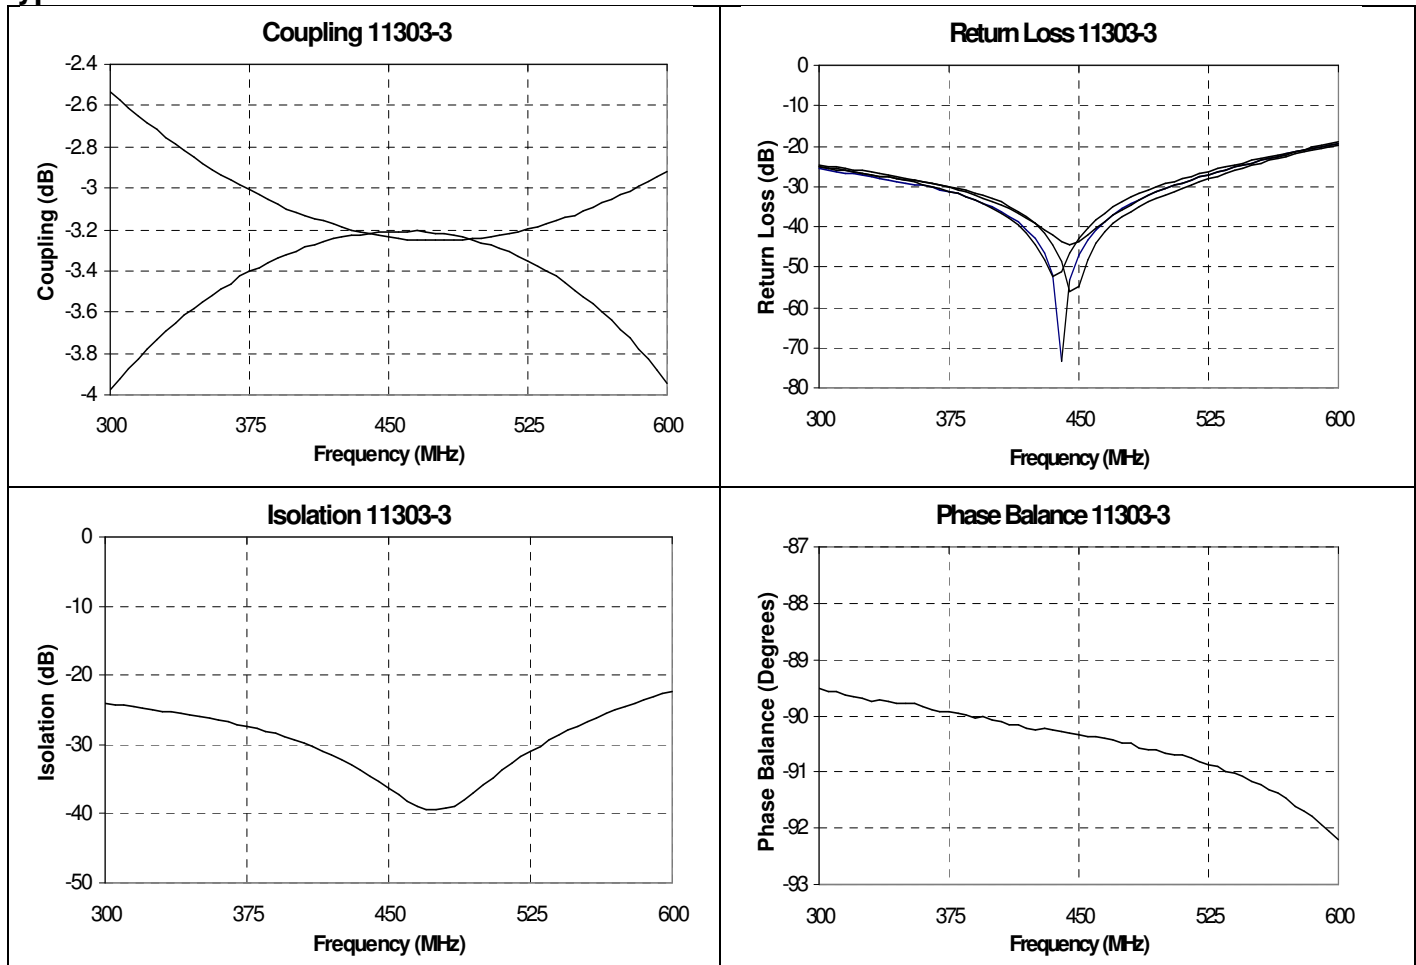 Coupling 11303-3
-2.4
-2.6
-2.8
-3
-3.2
-3.4
-3.6
-3.8
-4
Coupling (dB)
300 375 450 525 600
Frequency (MHz)
Return Loss 11303-3
0
-10
-20
-30
-40
-50
-60
-70
-80
Return Loss (dB)
300 375 450 525 600
Frequency (MHz)
Isolation 11303-3
0
-10
-20
-30
-40
-50
Isolation (dB)
300 375 450 525 600
Frequency (MHz)
Phase Balance 11303-3
-87
-88
-89
-90
-91
-92
-93
Phase Balance (Degrees)
300 375 450 525 600
Frequency (MHz)